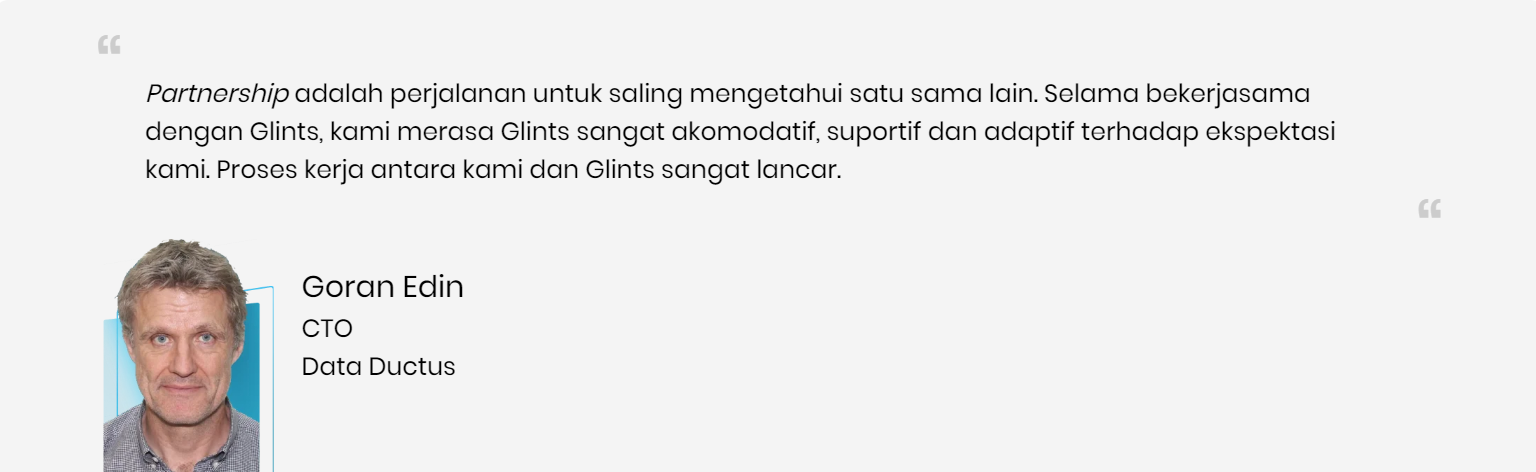 “
Partnership adalah perjalanan untuk saling mengetahui satu sama lain. Selama bekerjasama
dengan Glints, kami merasa Glints sangat akomodatif, suportif dan adaptif terhadap ekspektasi
kami. Proses kerja antara kami dan Glints sangat lancar.
“
Goran Edin
CTO
Data Ductus